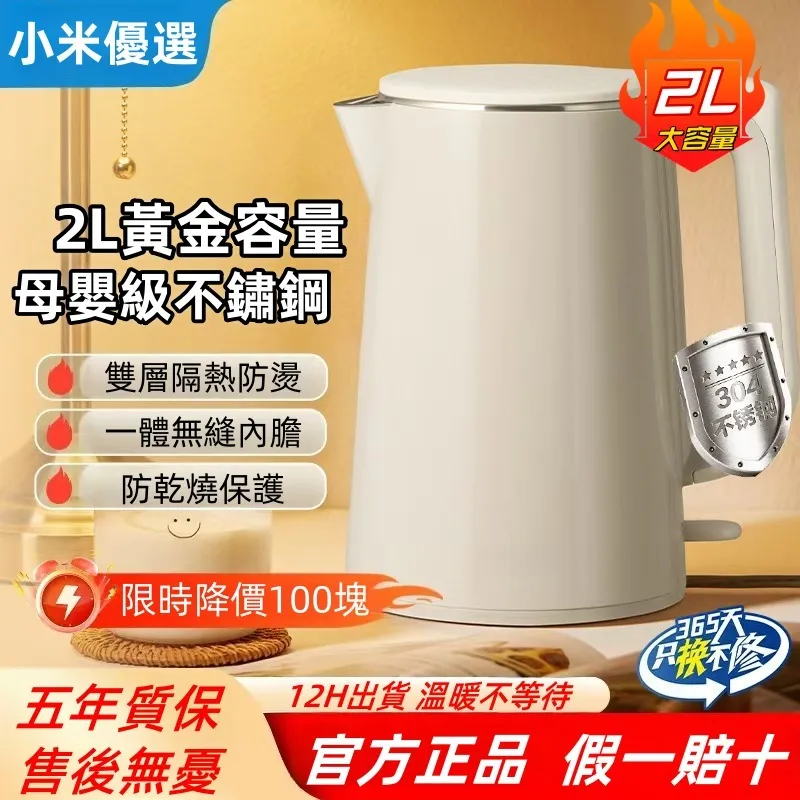 小米優選
2L
大容量
2L黃金容量
母嬰級不鏽鋼
雙層隔熱防燙
一體無縫內膽
防乾燒保護
304
不锈钢
限時降價100塊
365天
只换不修
五年質保
售後無憂
12H出貨 溫暖不等待
官方正品 假一賠十